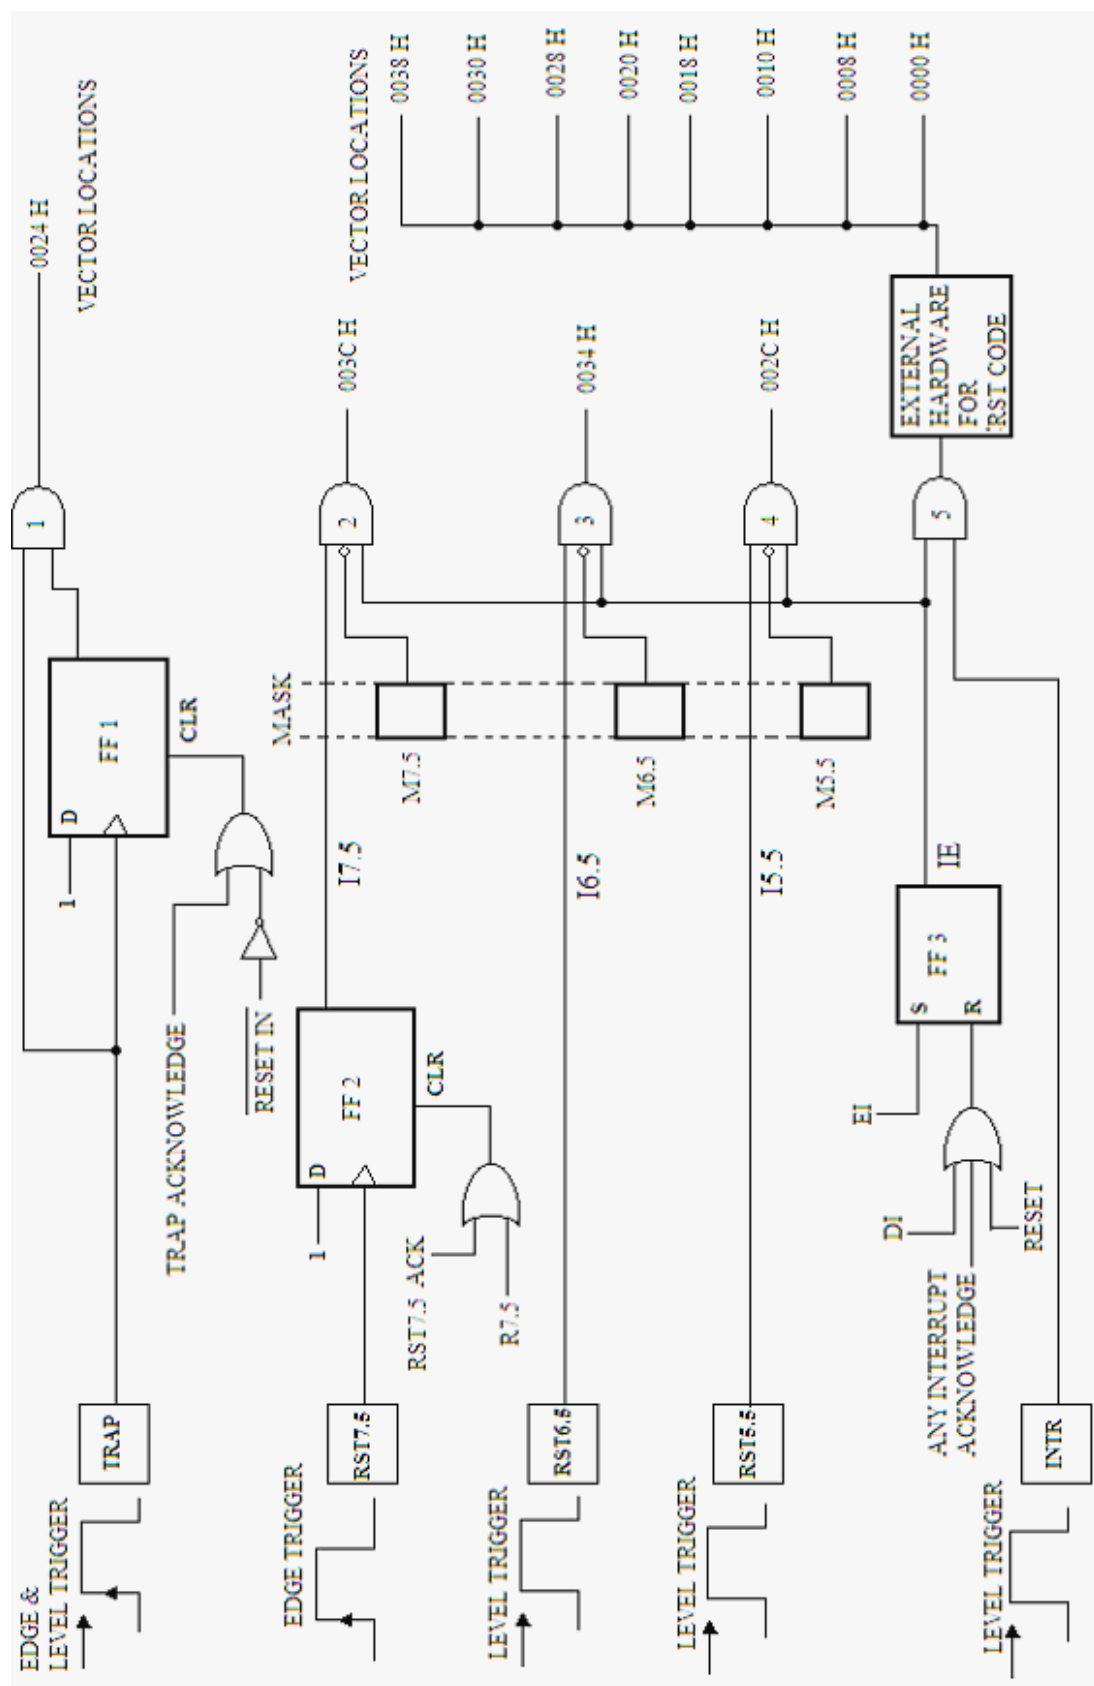 EDGE &
LEVEL TRIGGER
TRAP
1
D
FF 1
CLR
TRAP ACKNOWLEDGE
RESET IN
1
0024 H
VECTOR LOCATIONS
EDGE TRIGGER
RST7.5
1
D
FF 2
CLR
RST7.5 ACK
R7.5
I7.5
MASK
M7.5
2
003C H
VECTOR LOCATIONS
LEVEL TRIGGER
RST6.5
I6.5
M6.5
3
0034 H
LEVEL TRIGGER
RST5.5
I5.5
M5.5
4
002C H
EI
DI
ANY INTERRUPT
ACKNOWLEDGE
RESET
S
R
FF 3
IE
LEVEL TRIGGER
INTR
5
EXTERNAL
HARDWARE
FOR
'RST CODE
0038 H
0030 H
0028 H
0020 H
0018 H
0010 H
0008 H
0000 H